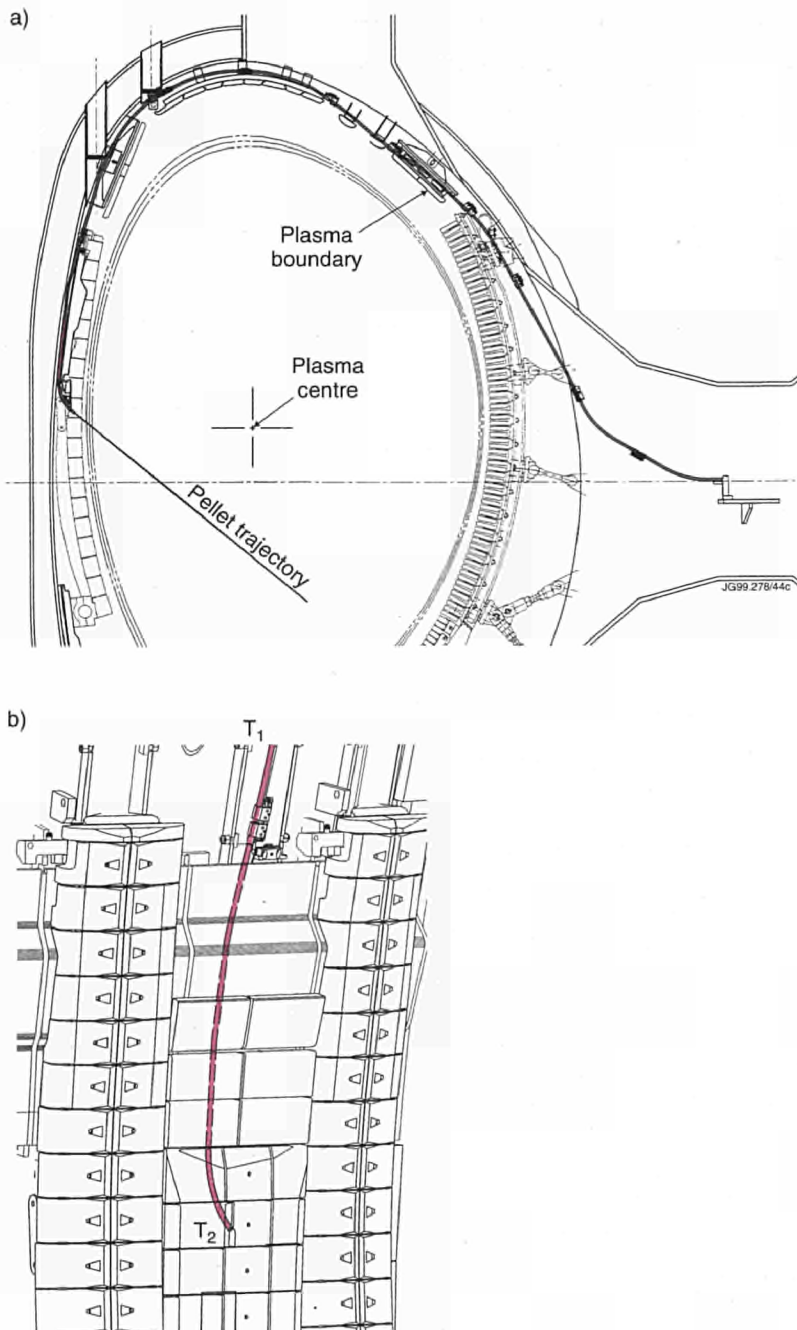 a)
Plasma
boundary
Plasma
centre
Pellet trajectory
JG99.278/44c
b)
T1
T2